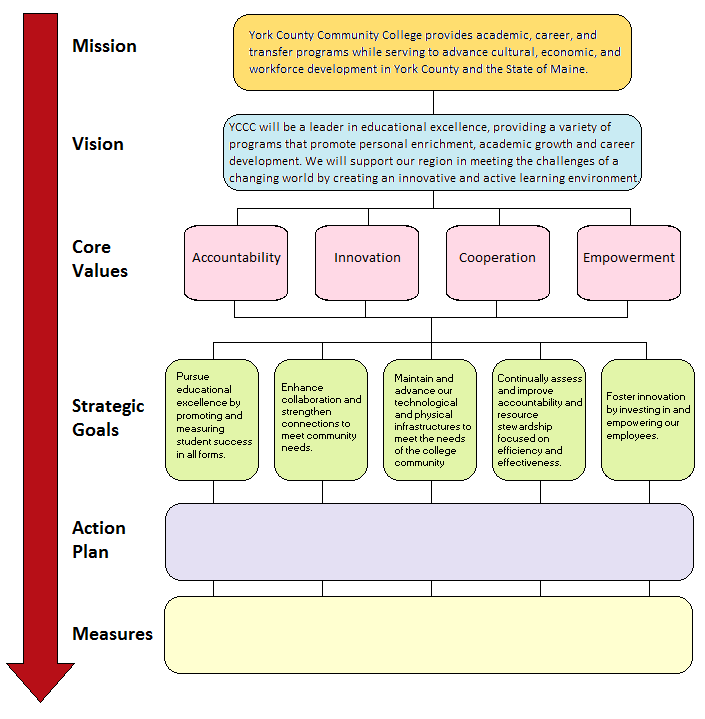 Mission
York County Community College provides academic, career, and
transfer programs while serving to advance cultural, economic, and
workforce development in York County and the State of Maine.
Vision
YCCC will be a leader in educational excellence, providing a variety of
programs that promote personal enrichment, academic growth and career
development. We will support our region in meeting the challenges of a
changing world by creating an innovative and active learning environment
Core
Values
Accountability
Innovation
Cooperation
Empowerment
Strategic
Goals
Pursue
educational
excellence by
promoting and
measuring
student success
in all forms.
Enhance
collaboration and
strengthen
connections to
meet community
needs.
Maintain and
advance our
technological
and physical
infrastructures to
meet the needs
of the college
community
Continually assess
and improve
accountability and
resource
stewardship
focused on
efficiency and
effectiveness.
Foster innovation
by investing in and
empowering our
employees.
Action
Plan
Measures